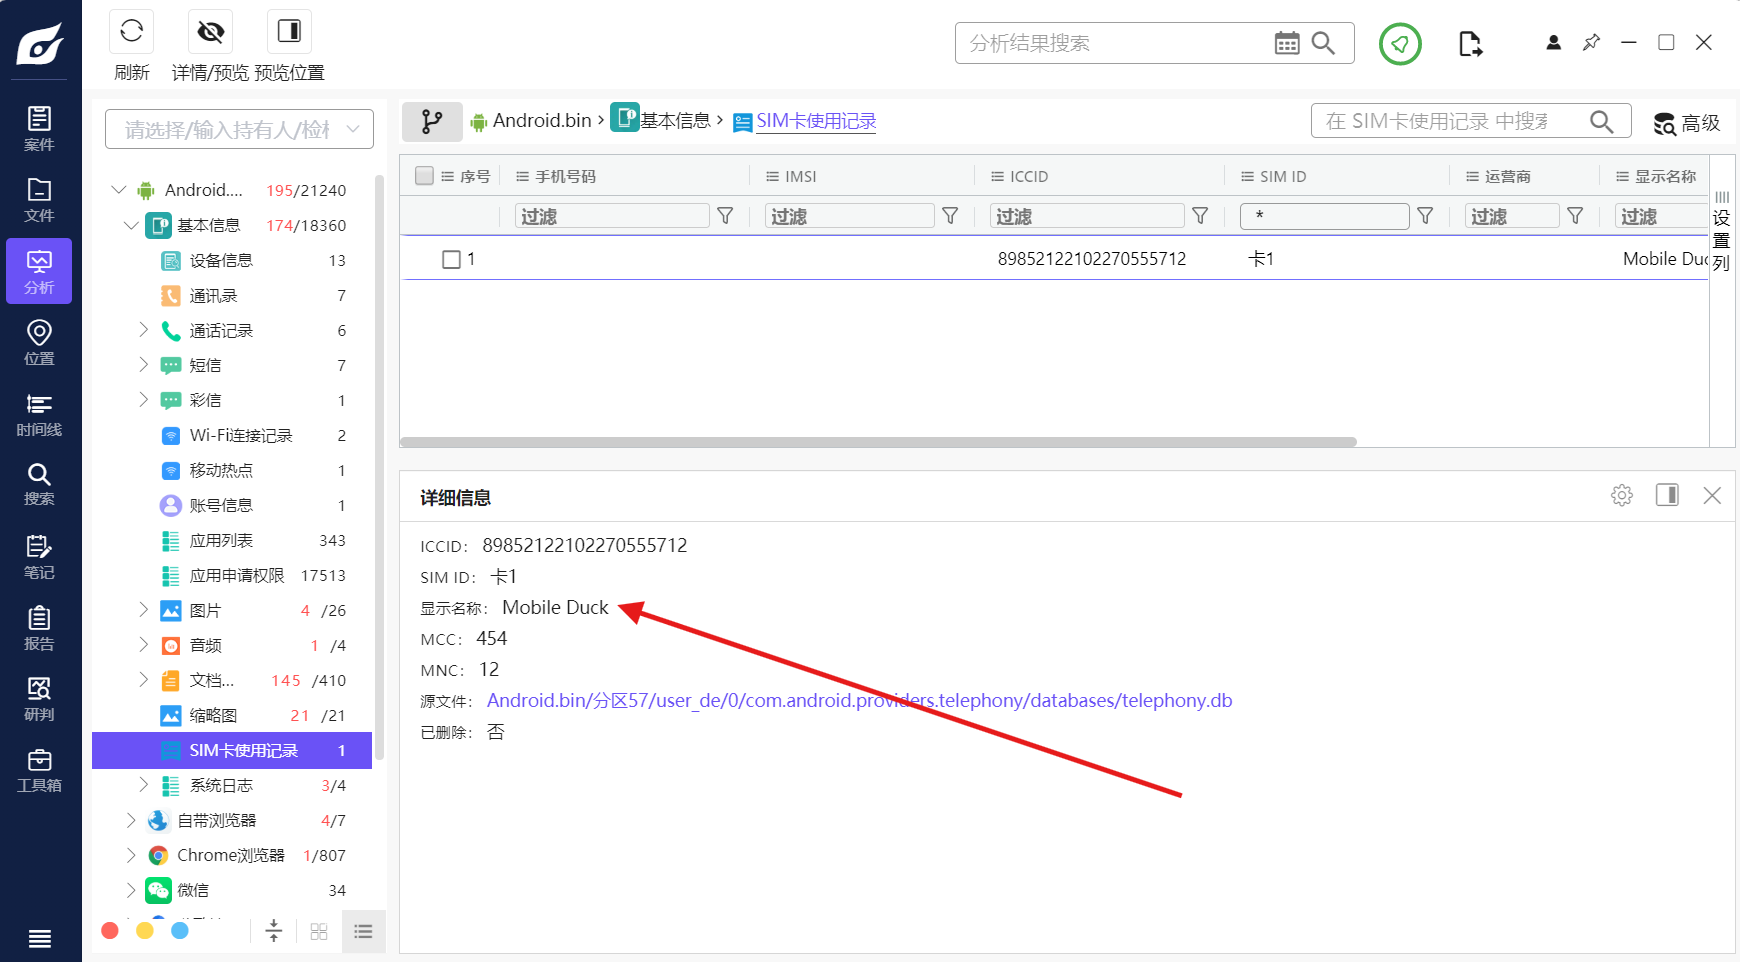 刷新
详情/预览
预览位置
分析结果搜索
案件
文件
分析
位置
时间线
搜索
笔记
报告
研判
工具箱
请选择/输入持有人/检材
Android.... 195/21240
基本信息 174/18360
设备信息 13
通讯录 7
通话记录 6
短信 7
彩信 1
Wi-Fi连接记录 2
移动热点 1
账号信息 1
应用列表 343
应用申请权限 17513
图片 4 /26
音频 1 /4
文档... 145 /410
缩略图 21 /21
SIM卡使用记录 1
系统日志 3/4
自带浏览器 4/7
Chrome浏览器 1/807
微信 34
Android.bin › 基本信息 › SIM卡使用记录
在 SIM卡使用记录 中搜索
高级
序号 手机号码 IMSI ICCID SIM ID 运营商 显示名称
过滤 过滤 过滤 * 过滤 过滤
1 89852122102270555712 卡1 Mobile Duc
设置列
详细信息
ICCID： 89852122102270555712
SIM ID： 卡1
显示名称： Mobile Duck
MCC： 454
MNC： 12
源文件： Android.bin/分区57/user_de/0/com.android.providers.telephony/databases/telephony.db
已删除： 否